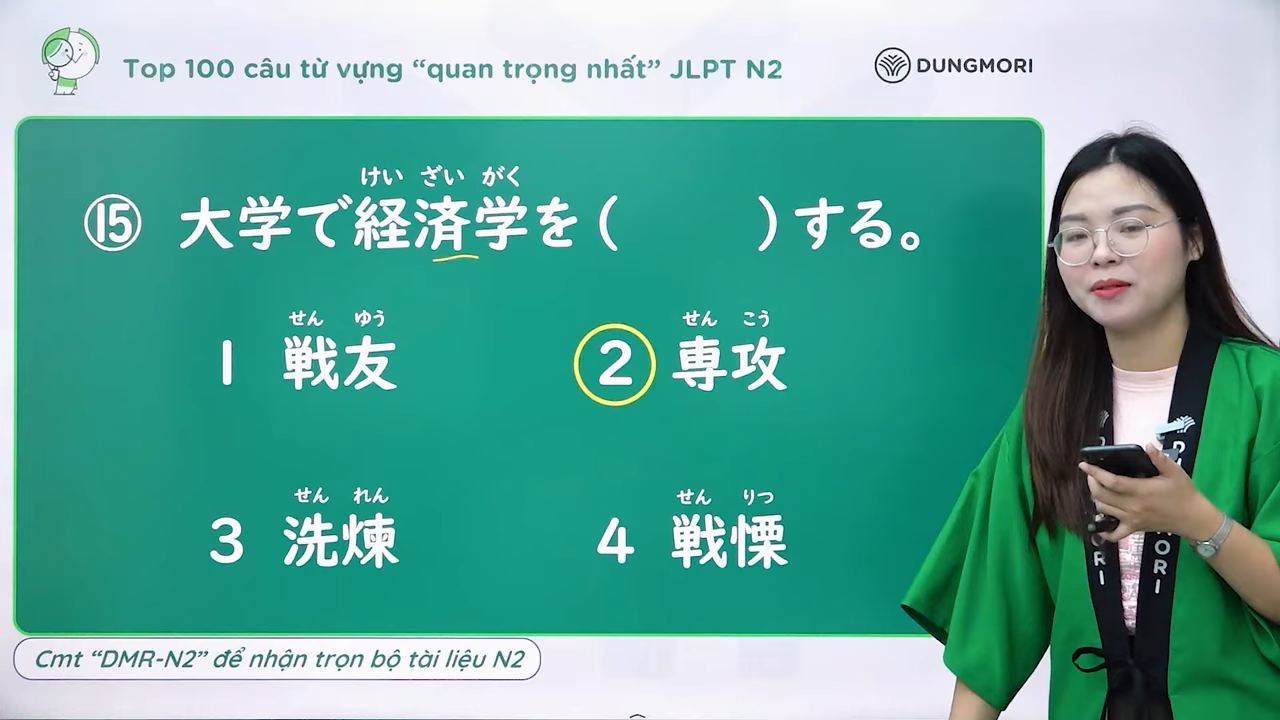 Top 100 câu từ vựng “quan trọng nhất” JLPT N2
DUNGMORI
けい ざい がく
⑮ 大学で経済学を( )する。
せん ゆう
1 戦友
せん こう
② 専攻
せん れん
3 洗煉
せん りつ
4 戦慄
Cmt “DMR-N2” để nhận trọn bộ tài liệu N2